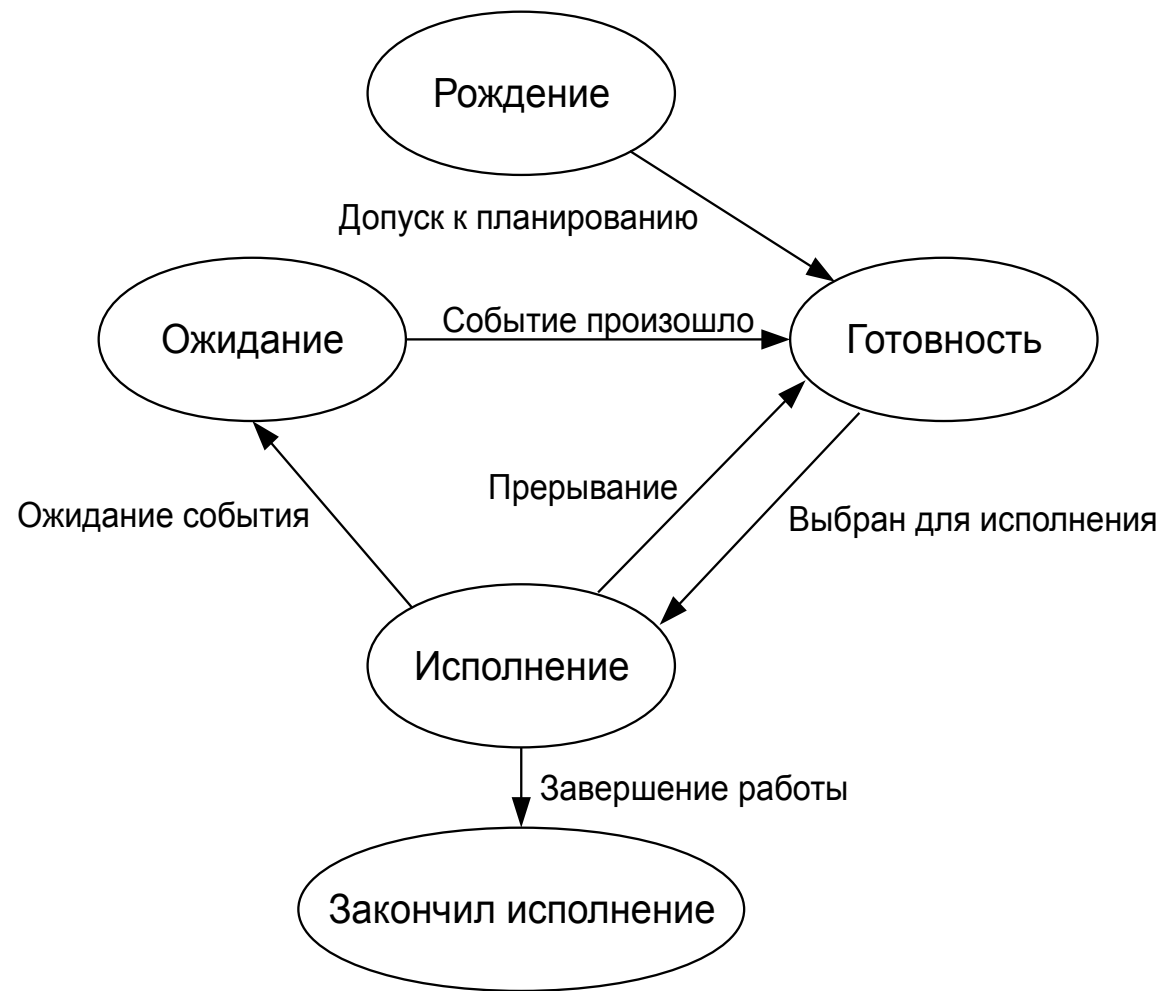 Рождение
Допуск к планированию
Ожидание
Событие произошло
Готовность
Ожидание события
Прерывание
Выбран для исполнения
Исполнение
Завершение работы
Закончил исполнение